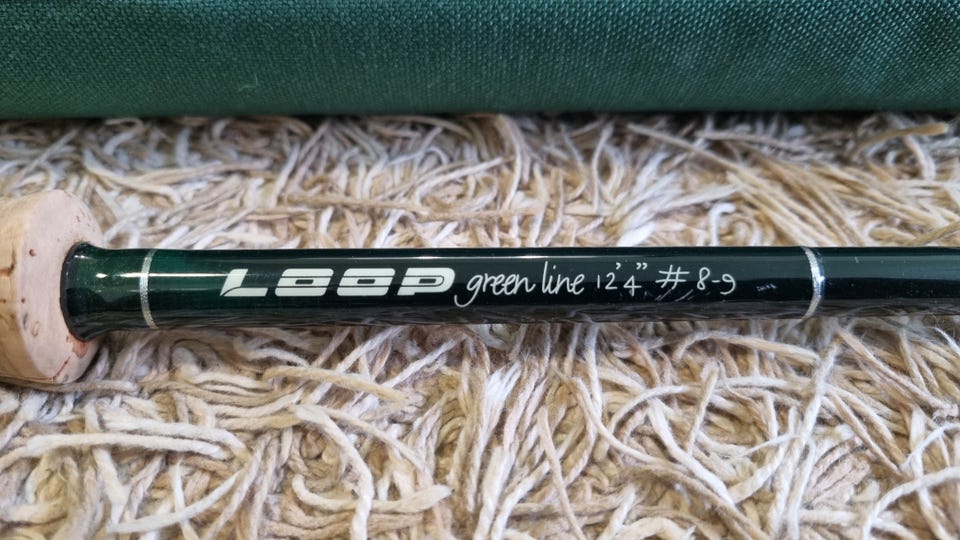 LOOP green line 12'4" # 8-9